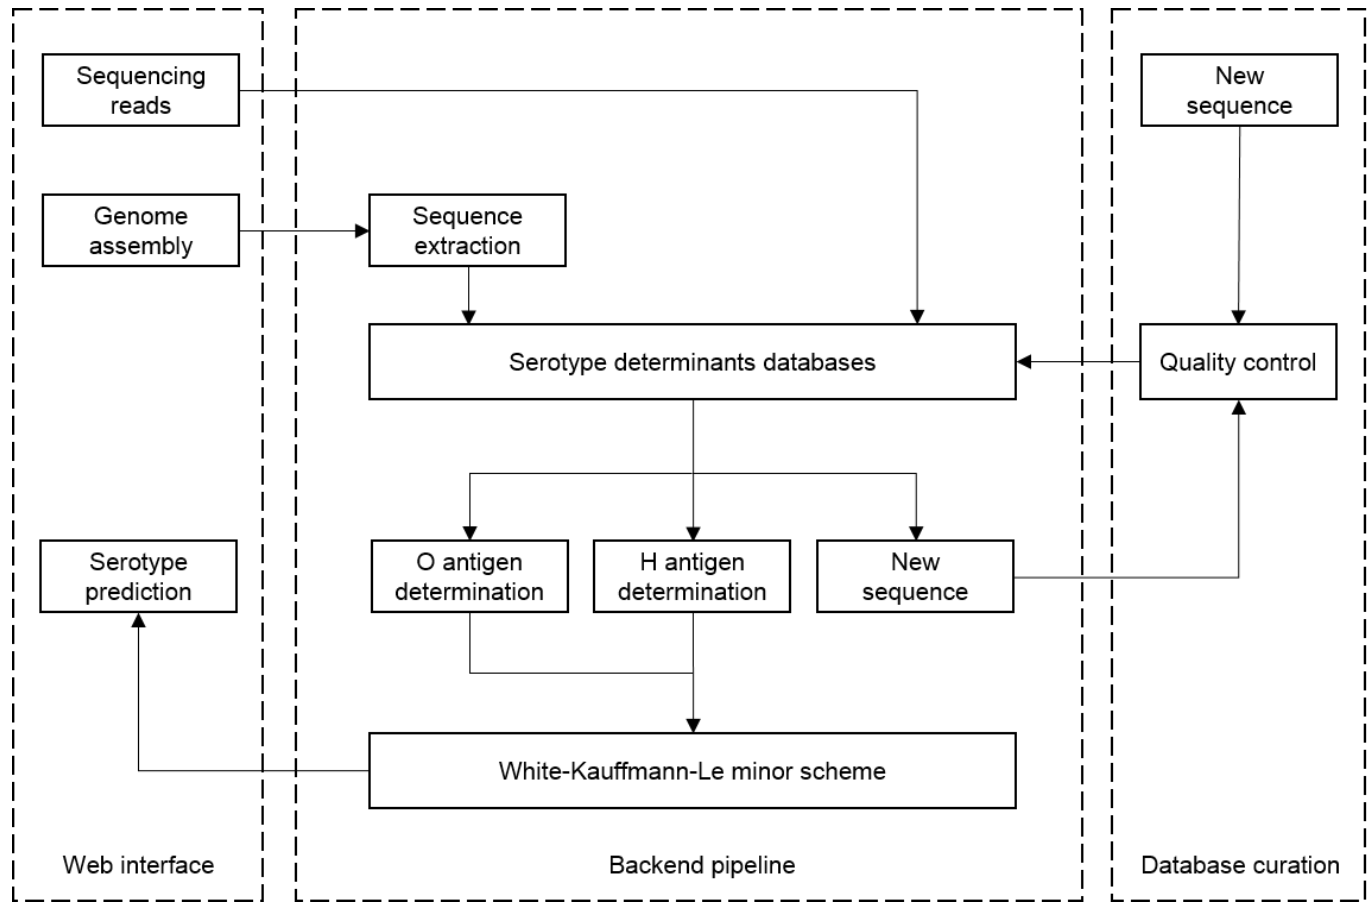 Sequencing
reads
New
sequence
Genome
assembly
Sequence
extraction
Serotype determinants databases
Quality control
Serotype
prediction
O antigen
determination
H antigen
determination
New
sequence
White-Kauffmann-Le minor scheme
Web interface
Backend pipeline
Database curation